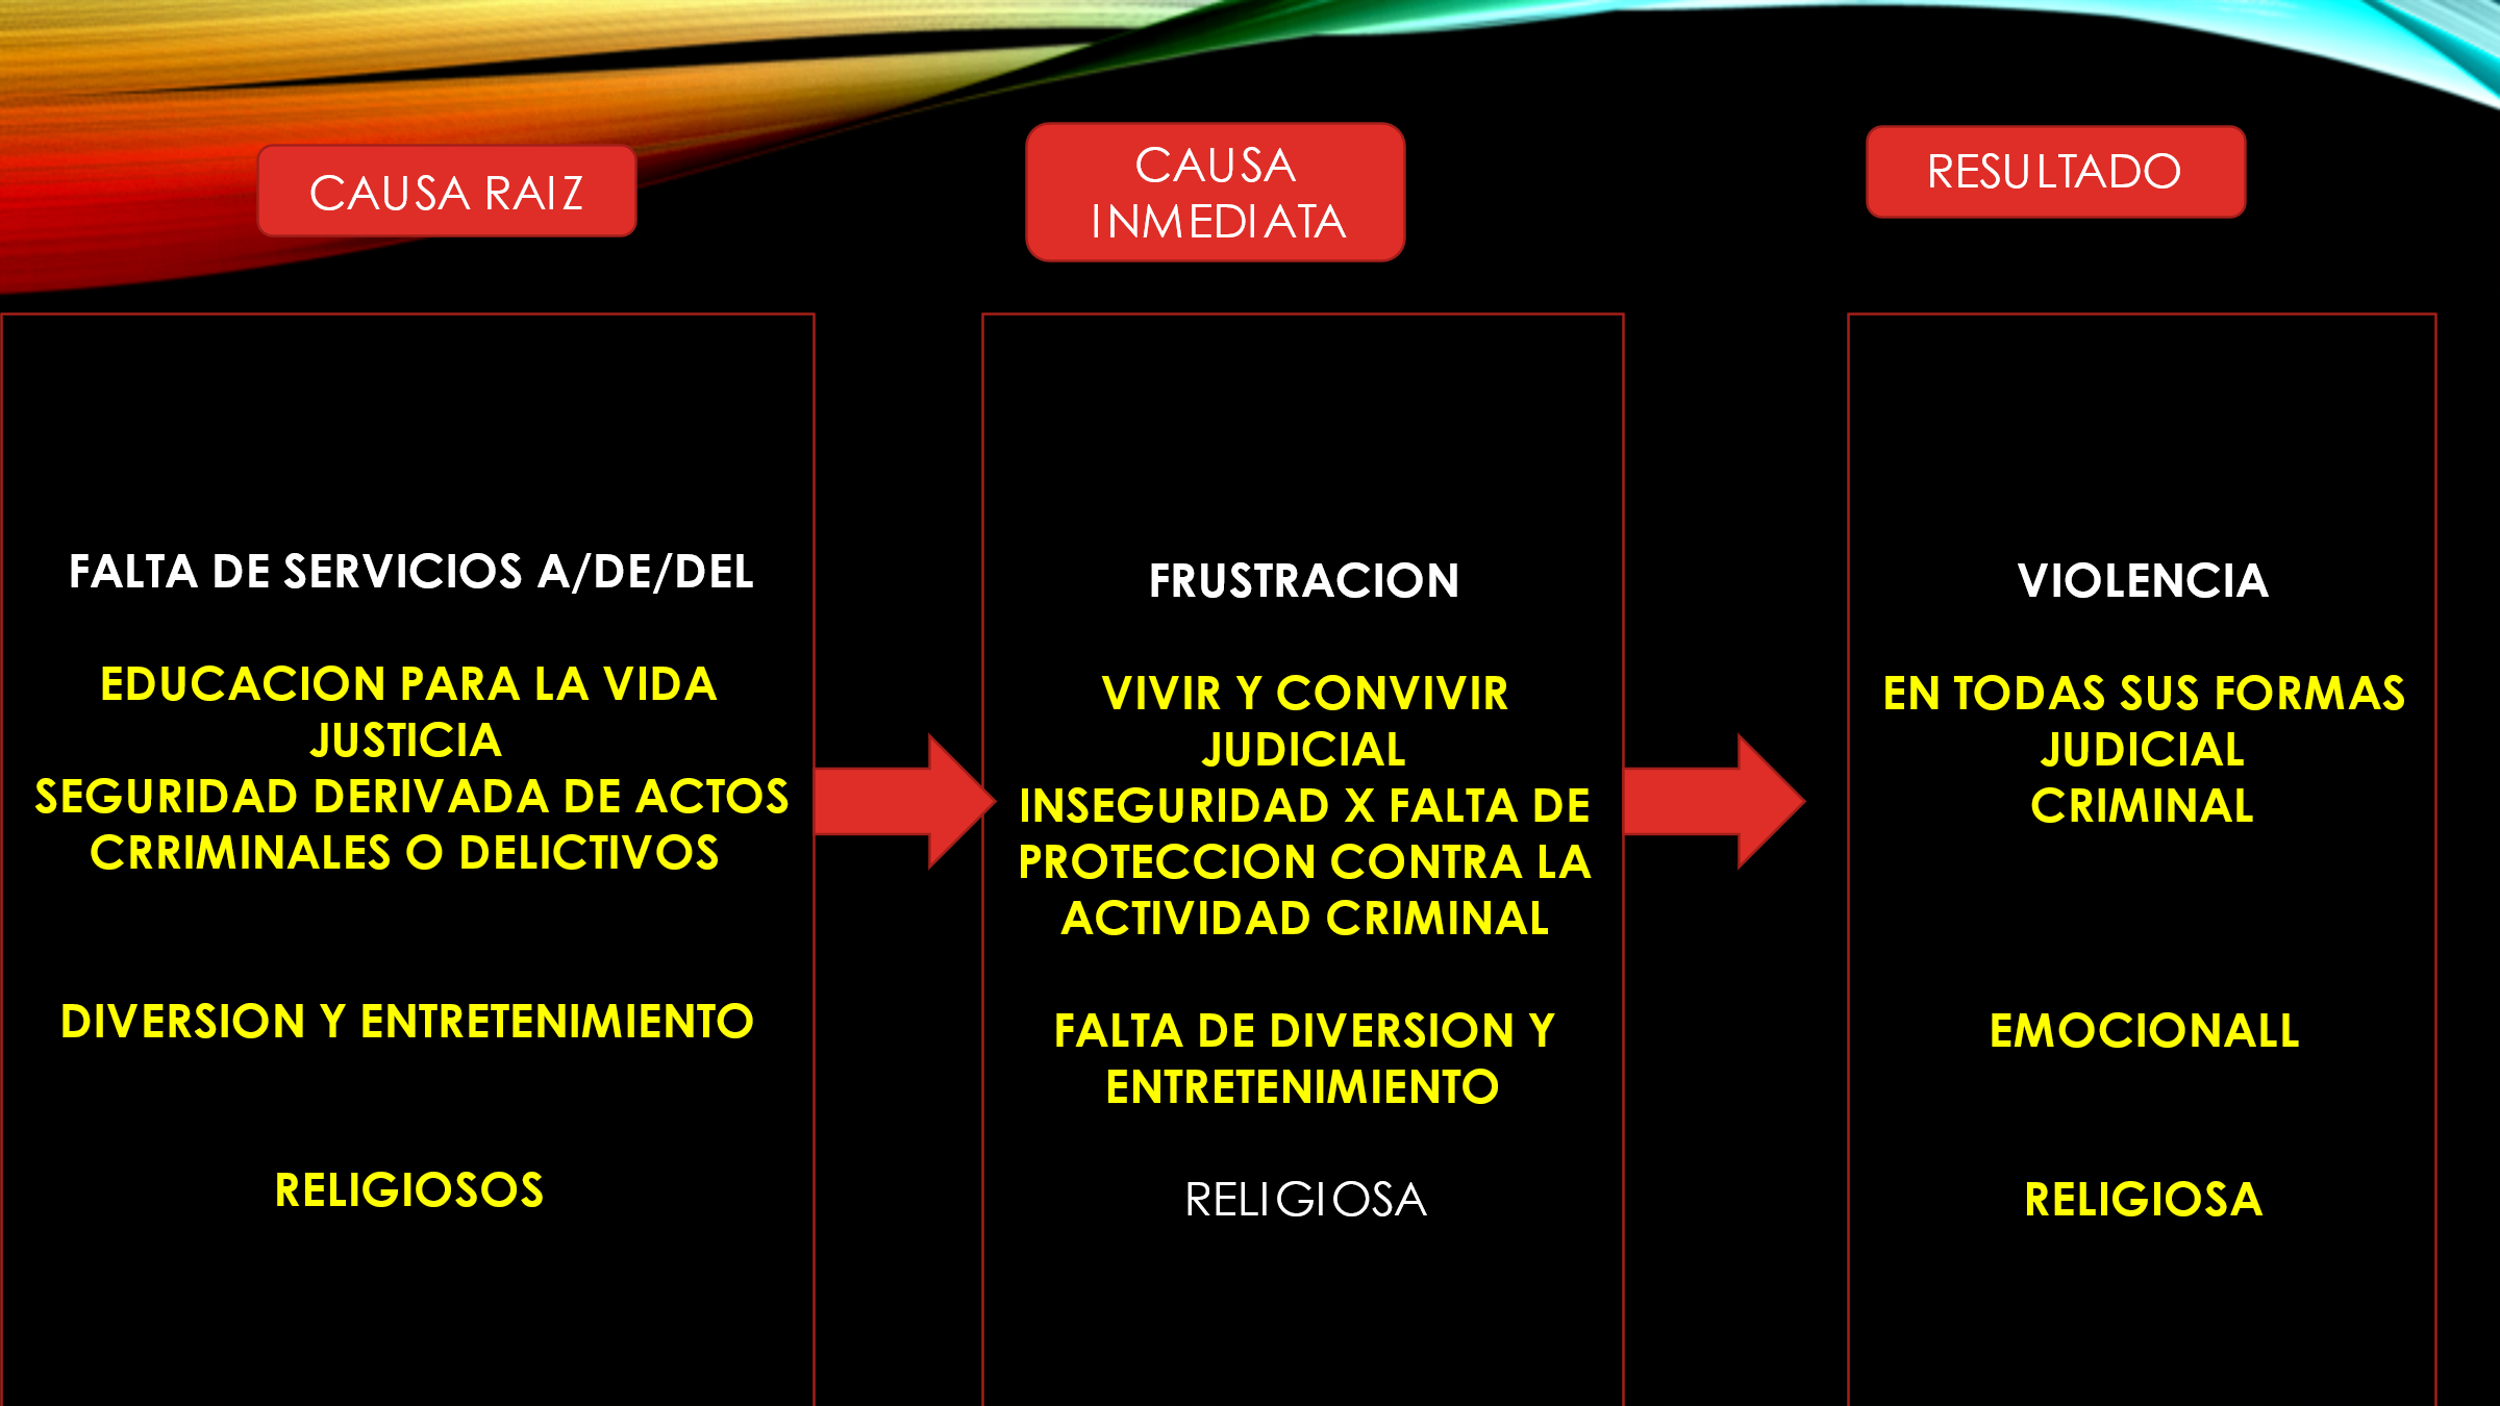 CAUSA RAIZ
CAUSA
INMEDIATA
RESULTADO
FALTA DE SERVICIOS A/DE/DEL
EDUCACION PARA LA VIDA
JUSTICIA
SEGURIDAD DERIVADA DE ACTOS
CRRIMINALES O DELICTIVOS
DIVERSION Y ENTRETENIMIENTO
RELIGIOSOS
FRUSTRACION
VIVIR Y CONVIVIR
JUDICIAL
INSEGURIDAD X FALTA DE
PROTECCION CONTRA LA
ACTIVIDAD CRIMINAL
FALTA DE DIVERSION Y
ENTRETENIMIENTO
RELIGIOSA
VIOLENCIA
EN TODAS SUS FORMAS
JUDICIAL
CRIMINAL
EMOCIONALL
RELIGIOSA